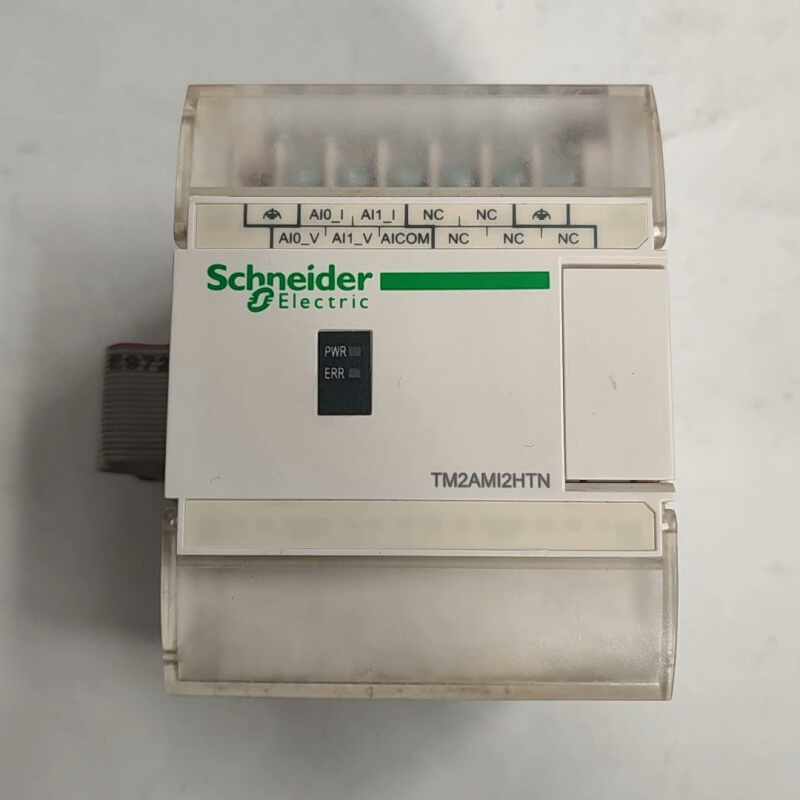 AI0_I AI1_I NC NC
AI0_V AI1_V AICOM NC NC NC
Schneider
Electric
PWR
ERR
TM2AMI2HTN